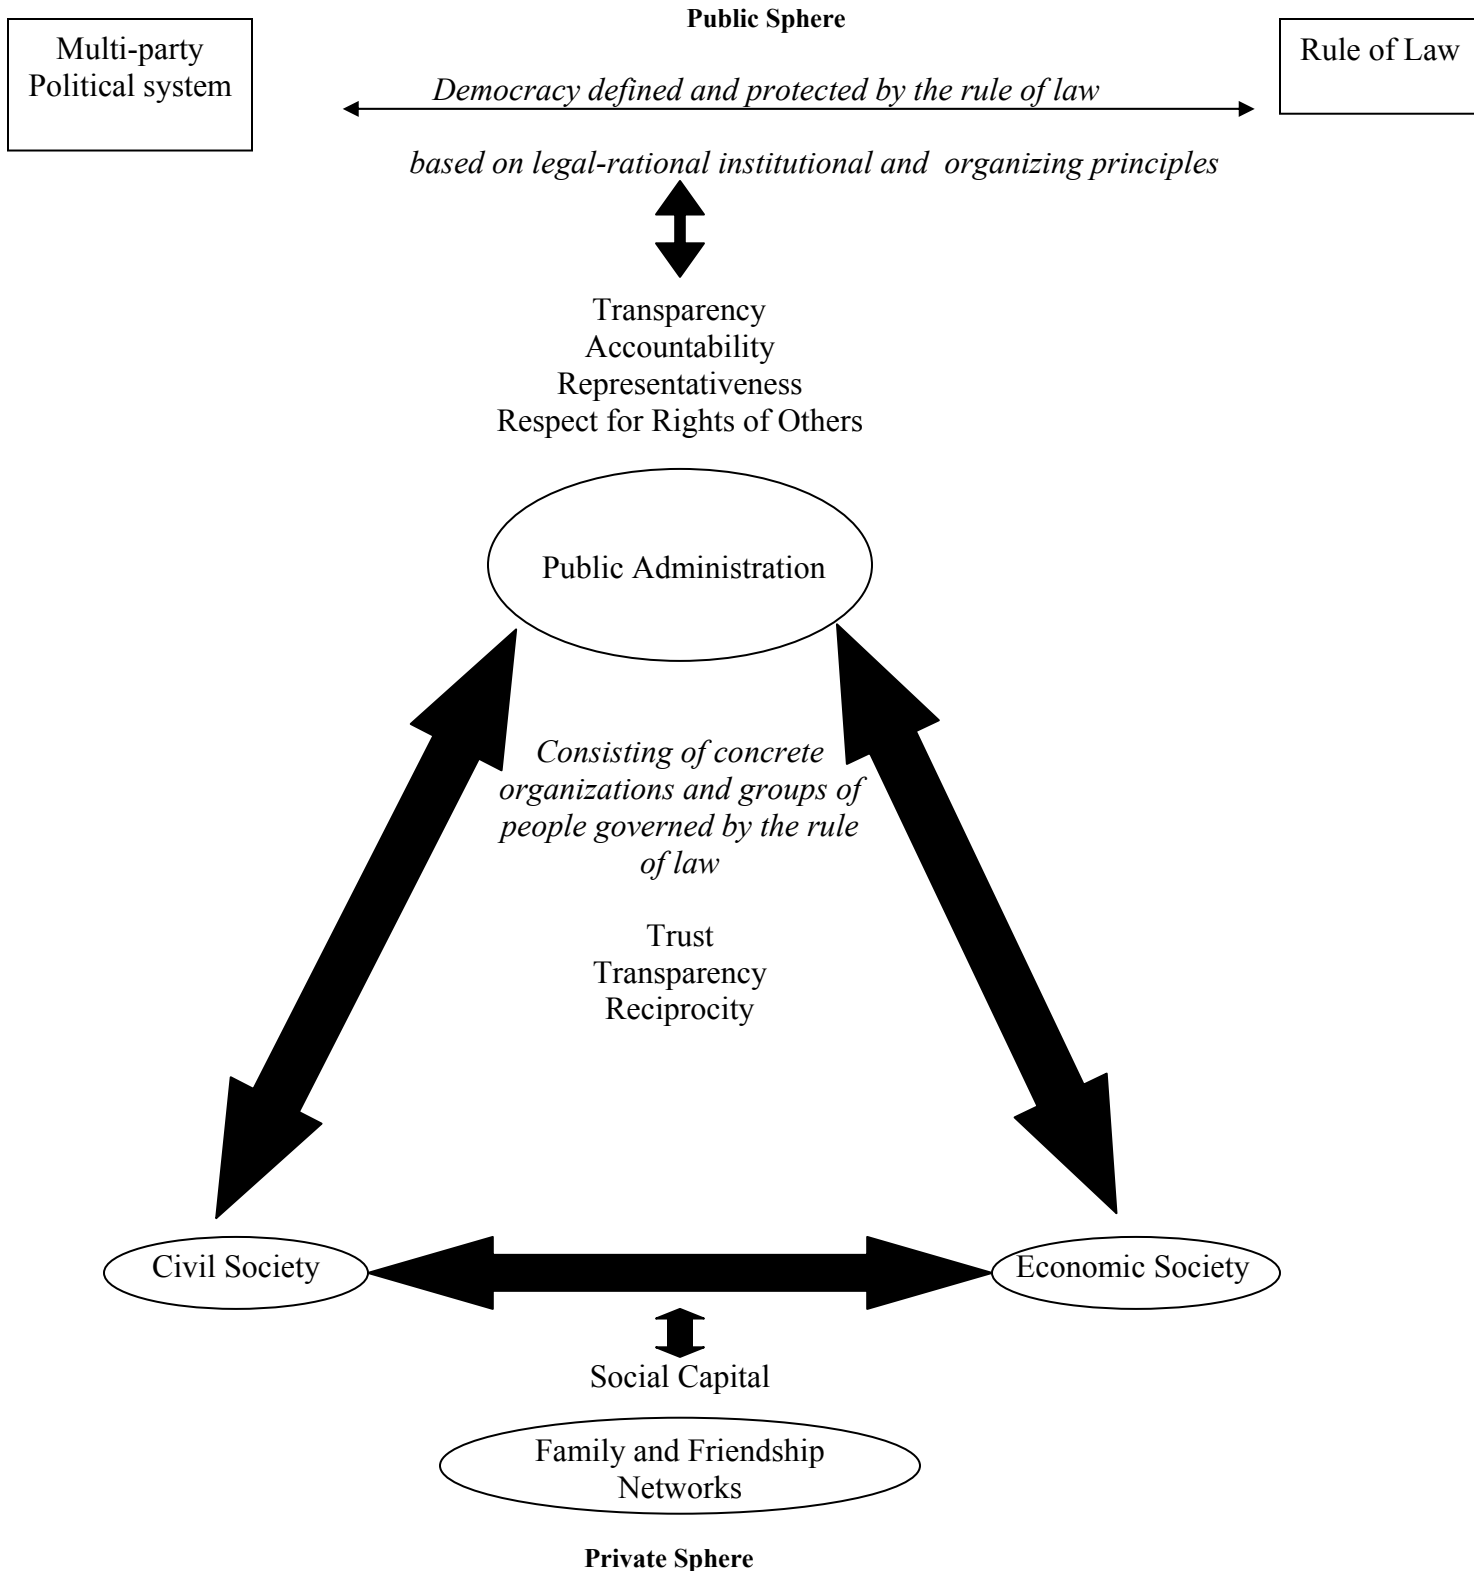 Public Sphere
Multi-party
Political system
Rule of Law
Democracy defined and protected by the rule of law
based on legal-rational institutional and organizing principles
Transparency
Accountability
Representativeness
Respect for Rights of Others
Public Administration
Consisting of concrete
organizations and groups of
people governed by the rule
of law
Trust
Transparency
Reciprocity
Civil Society
Economic Society
Social Capital
Family and Friendship
Networks
Private Sphere